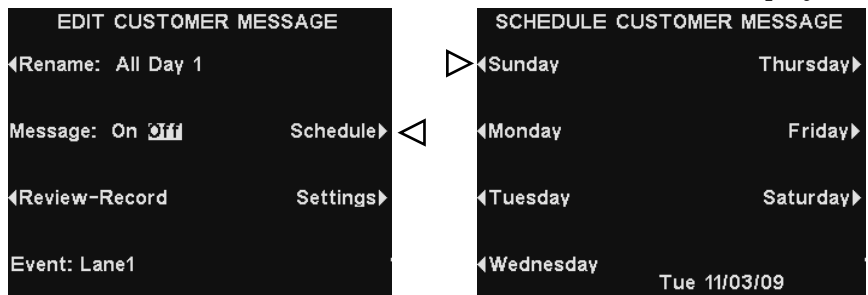 EDIT CUSTOMER MESSAGE
Rename: All Day 1
Message: On Off Schedule
Review-Record Settings
Event: Lane1
SCHEDULE CUSTOMER MESSAGE
Sunday Thursday
Monday Friday
Tuesday Saturday
Wednesday
Tue 11/03/09